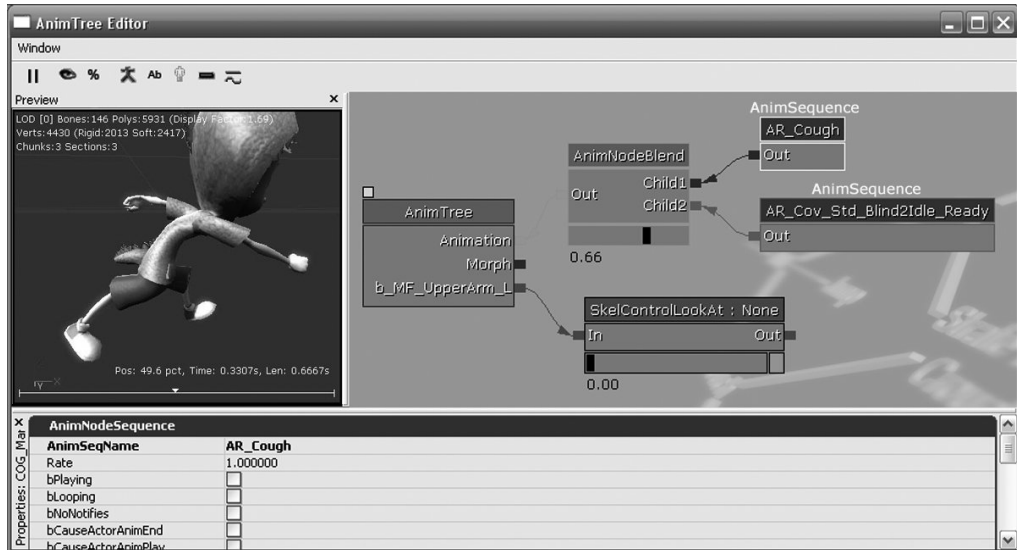 AnimTree Editor
Window
% Ab
Preview
LOD [0] Bones:146 Polys:5931 (Display Factor:1.69)
Verts:4430 (Rigid:2013 Soft:2417)
Chunks:3 Sections:3
Pos: 49.6 pct, Time: 0.3307s, Len: 0.6667s
Y X
AnimTree
Animation
Morph
b_MF_UpperArm_L
AnimNodeBlend
Out Child1
Child2
0.66
AnimSequence
AR_Cough
Out
AnimSequence
AR_Cov_Std_Blind2Idle_Ready
Out
SkelControlLookAt : None
In Out
0.00
Properties: COG_Mar
AnimNodeSequence
AnimSeqName AR_Cough
Rate 1.000000
bPlaying
bLooping
bNoNotifies
bCauseActorAnimEnd
bCauseActorAnimPlay